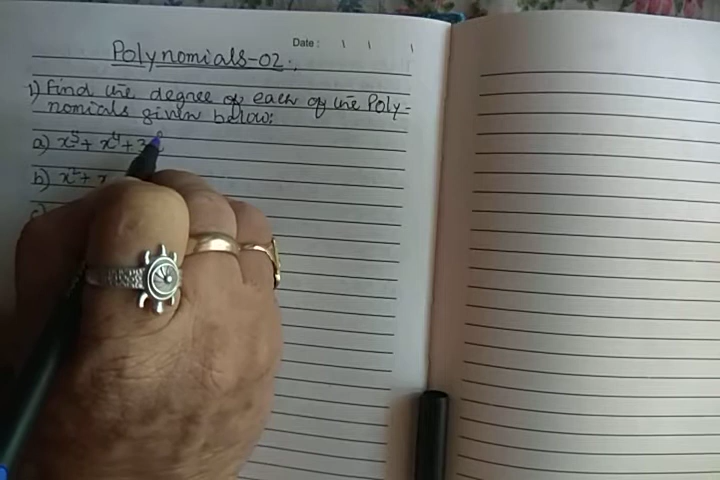 Date :
Polynomials-02.
1) Find the degree of each of the Poly-
nomials given below:
a) x⁵ + x⁴ + 3
b) x² +
c)